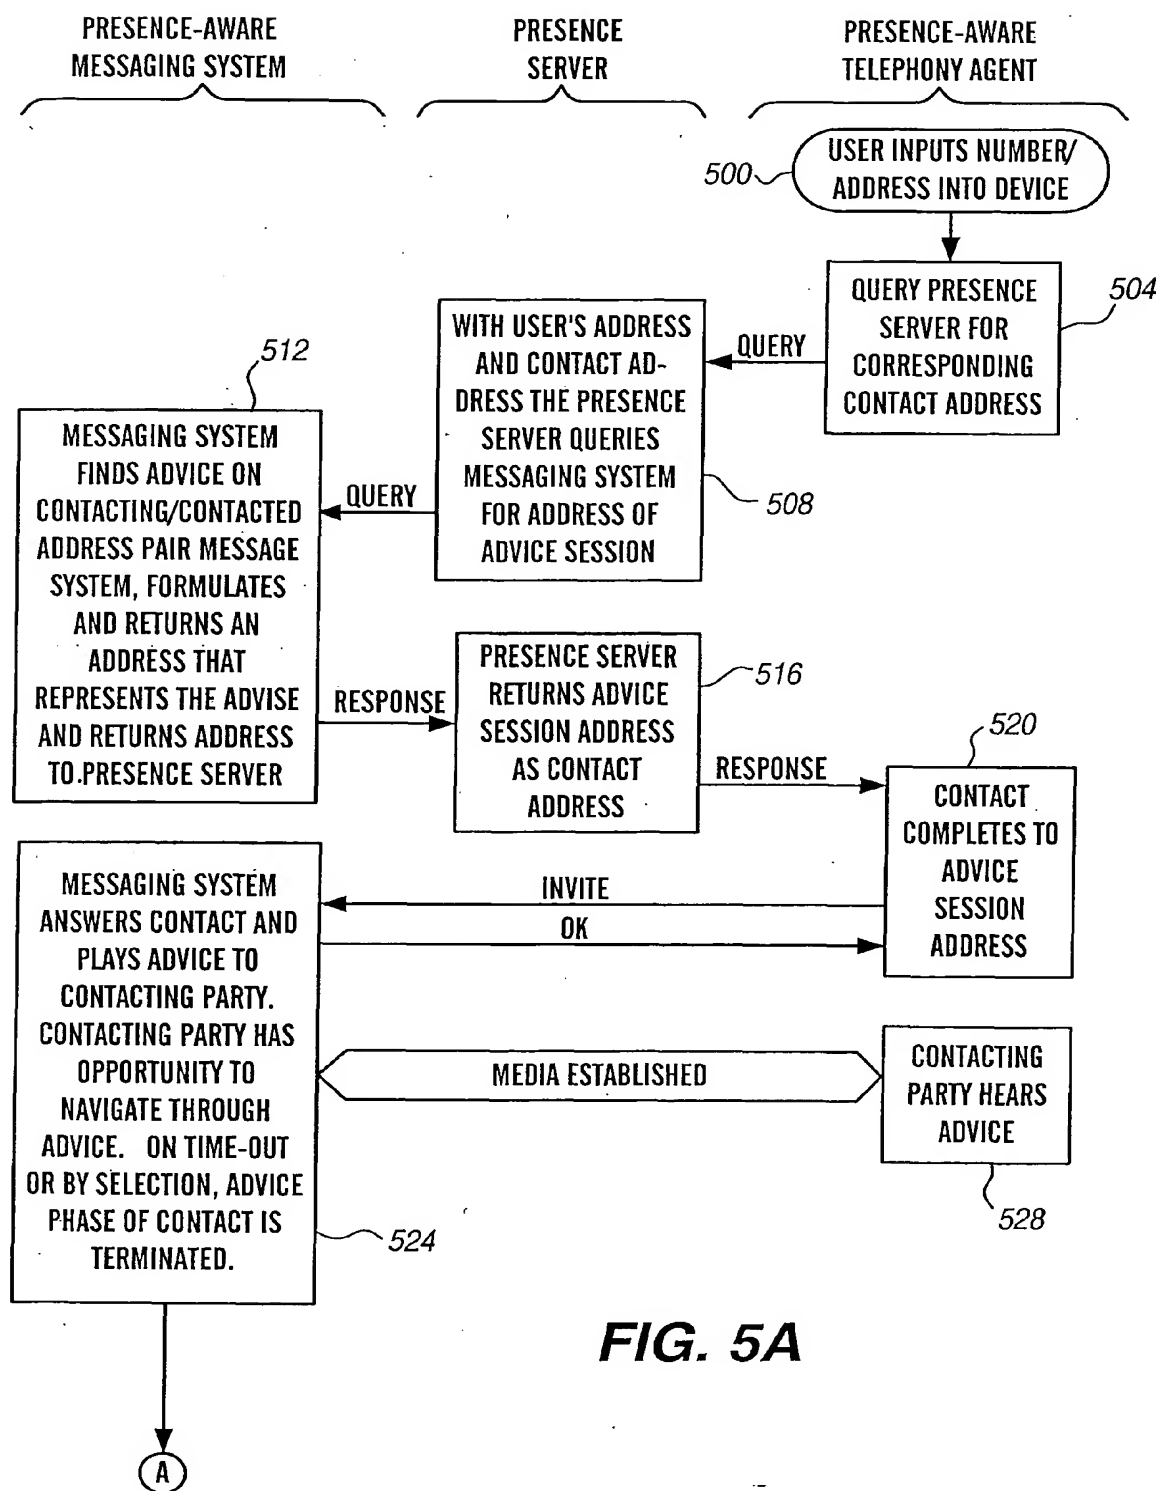 PRESENCE-AWARE
MESSAGING SYSTEM
PRESENCE
SERVER
PRESENCE-AWARE
TELEPHONY AGENT
500
USER INPUTS NUMBER/
ADDRESS INTO DEVICE
504
QUERY PRESENCE
SERVER FOR
CORRESPONDING
CONTACT ADDRESS
QUERY
WITH USER'S ADDRESS
AND CONTACT AD-
DRESS THE PRESENCE
SERVER QUERIES
MESSAGING SYSTEM
FOR ADDRESS OF
ADVICE SESSION
508
QUERY
512
MESSAGING SYSTEM
FINDS ADVICE ON
CONTACTING/CONTACTED
ADDRESS PAIR MESSAGE
SYSTEM, FORMULATES
AND RETURNS AN
ADDRESS THAT
REPRESENTS THE ADVISE
AND RETURNS ADDRESS
TO PRESENCE SERVER
RESPONSE
PRESENCE SERVER
RETURNS ADVICE
SESSION ADDRESS
AS CONTACT
ADDRESS
516
RESPONSE
520
CONTACT
COMPLETES TO
ADVICE
SESSION
ADDRESS
INVITE
OK
MESSAGING SYSTEM
ANSWERS CONTACT AND
PLAYS ADVICE TO
CONTACTING PARTY.
CONTACTING PARTY HAS
OPPORTUNITY TO
NAVIGATE THROUGH
ADVICE. ON TIME-OUT
OR BY SELECTION, ADVICE
PHASE OF CONTACT IS
TERMINATED.
524
MEDIA ESTABLISHED
CONTACTING
PARTY HEARS
ADVICE
528
FIG. 5A
A